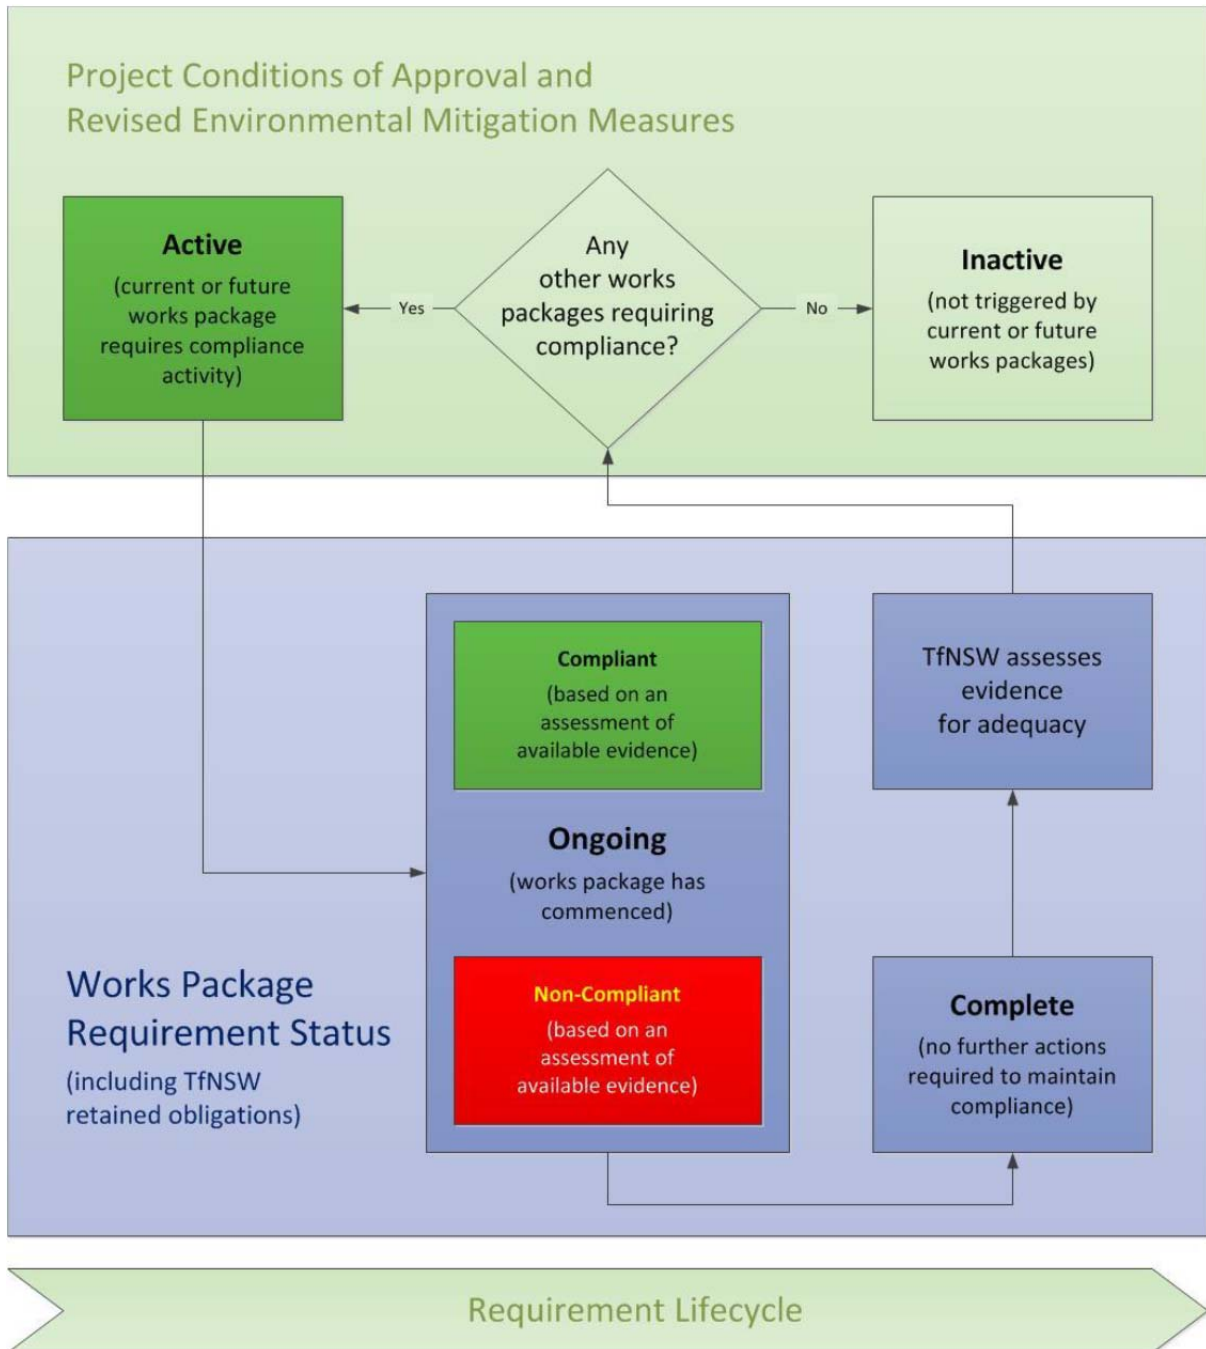 Project Conditions of Approval and
Revised Environmental Mitigation Measures
Active
(current or future
works package
requires compliance
activity)
Yes
Any
other works
packages requiring
compliance?
No
Inactive
(not triggered by
current or future
works packages)
Compliant
(based on an
assessment of
available evidence)
Ongoing
(works package has
commenced)
Non-Compliant
(based on an
assessment of
available evidence)
TfNSW assesses
evidence
for adequacy
Complete
(no further actions
required to maintain
compliance)
Works Package
Requirement Status
(including TfNSW
retained obligations)
Requirement Lifecycle